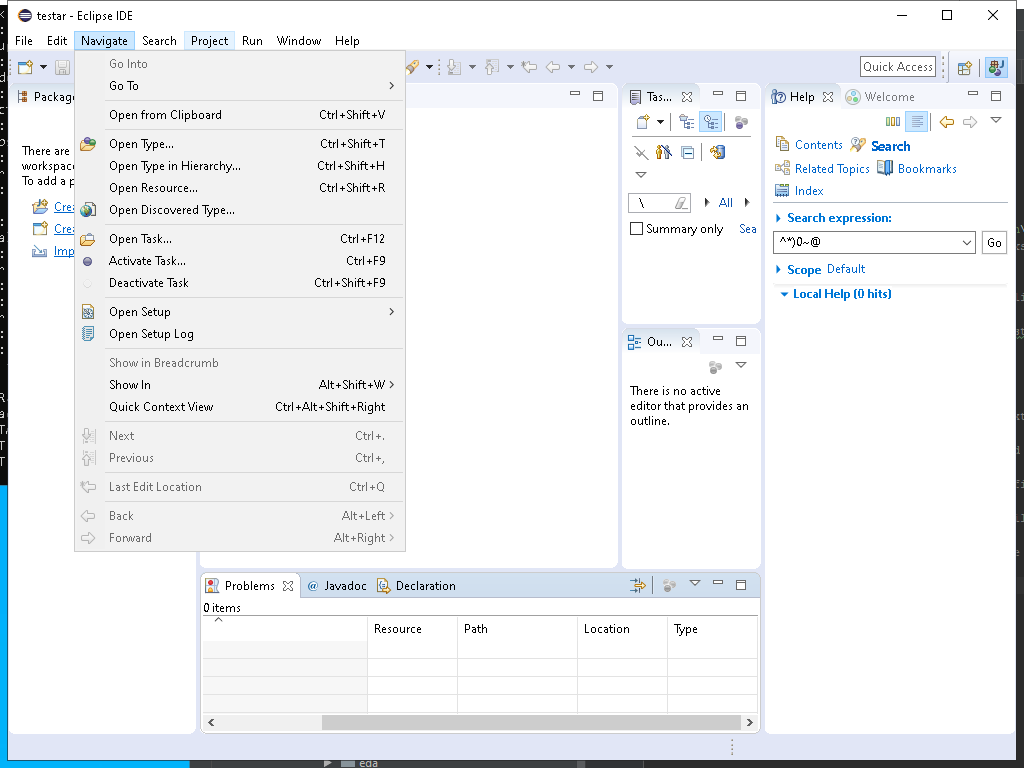 testar - Eclipse IDE
File Edit Navigate Search Project Run Window Help
Quick Access
Go Into
Go To
Open from Clipboard Ctrl+Shift+V
Open Type... Ctrl+Shift+T
Open Type in Hierarchy... Ctrl+Shift+H
Open Resource... Ctrl+Shift+R
Open Discovered Type...
Open Task... Ctrl+F12
Activate Task... Ctrl+F9
Deactivate Task Ctrl+Shift+F9
Open Setup
Open Setup Log
Show in Breadcrumb
Show In Alt+Shift+W
Quick Context View Ctrl+Alt+Shift+Right
Next Ctrl+.
Previous Ctrl+,
Last Edit Location Ctrl+Q
Back Alt+Left
Forward Alt+Right
Packag
There are
workspac
To add a p
Crea
Crea
Imp
Tas...
\
All
Summary only Sea
Ou...
There is no active
editor that provides an
outline.
Help Welcome
Contents Search
Related Topics Bookmarks
Index
Search expression:
^*)0~@ Go
Scope Default
Local Help (0 hits)
Problems @ Javadoc Declaration
0 items
Resource Path Location Type
eda